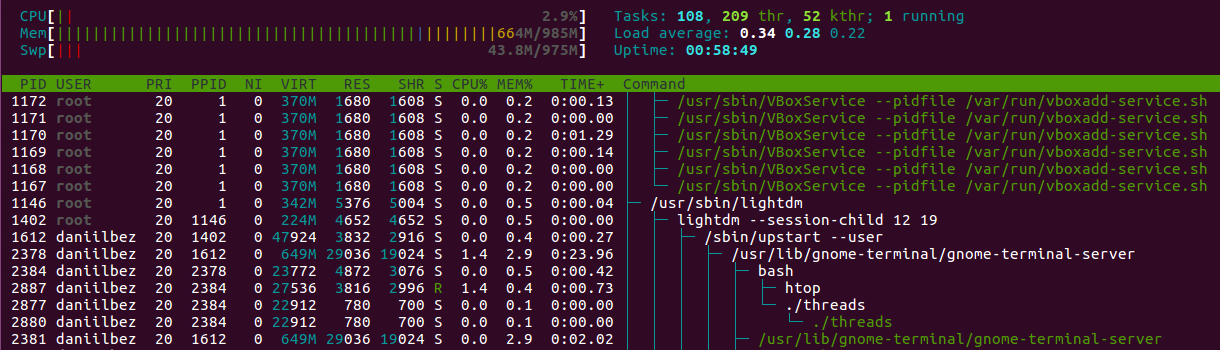 CPU[|| 2.9%] Tasks: 108, 209 thr, 52 kthr; 1 running
Mem[||||||||||||||||||||||||||||||||||||||||||||||||||664M/985M] Load average: 0.34 0.28 0.22
Swp[||| 43.8M/975M] Uptime: 00:58:49
PID USER PRI PPID NI VIRT RES SHR S CPU% MEM% TIME+ Command
1172 root 20 1 0 370M 1680 1608 S 0.0 0.2 0:00.13 ├─ /usr/sbin/VBoxService --pidfile /var/run/vboxadd-service.sh
1171 root 20 1 0 370M 1680 1608 S 0.0 0.2 0:00.00 ├─ /usr/sbin/VBoxService --pidfile /var/run/vboxadd-service.sh
1170 root 20 1 0 370M 1680 1608 S 0.0 0.2 0:01.29 ├─ /usr/sbin/VBoxService --pidfile /var/run/vboxadd-service.sh
1169 root 20 1 0 370M 1680 1608 S 0.0 0.2 0:00.14 ├─ /usr/sbin/VBoxService --pidfile /var/run/vboxadd-service.sh
1168 root 20 1 0 370M 1680 1608 S 0.0 0.2 0:00.00 ├─ /usr/sbin/VBoxService --pidfile /var/run/vboxadd-service.sh
1167 root 20 1 0 370M 1680 1608 S 0.0 0.2 0:00.00 └─ /usr/sbin/VBoxService --pidfile /var/run/vboxadd-service.sh
1146 root 20 1 0 342M 5376 5004 S 0.0 0.5 0:00.04 ├─ /usr/sbin/lightdm
1402 root 20 1146 0 224M 4652 4652 S 0.0 0.5 0:00.00 ├─ lightdm --session-child 12 19
1612 daniilbez 20 1402 0 47924 3832 2916 S 0.0 0.4 0:00.27 ├─ /sbin/upstart --user
2378 daniilbez 20 1612 0 649M 29036 19024 S 1.4 2.9 0:23.96 ├─ /usr/lib/gnome-terminal/gnome-terminal-server
2384 daniilbez 20 2378 0 23772 4872 3076 S 0.0 0.5 0:00.42 ├─ bash
2887 daniilbez 20 2384 0 27536 3816 2996 R 1.4 0.4 0:00.73 ├─ htop
2877 daniilbez 20 2384 0 22912 780 700 S 0.0 0.1 0:00.00 └─ ./threads
2880 daniilbez 20 2384 0 22912 780 700 S 0.0 0.1 0:00.00 └─ ./threads
2381 daniilbez 20 1612 0 649M 29036 19024 S 0.0 2.9 0:02.02 ├─ /usr/lib/gnome-terminal/gnome-terminal-server